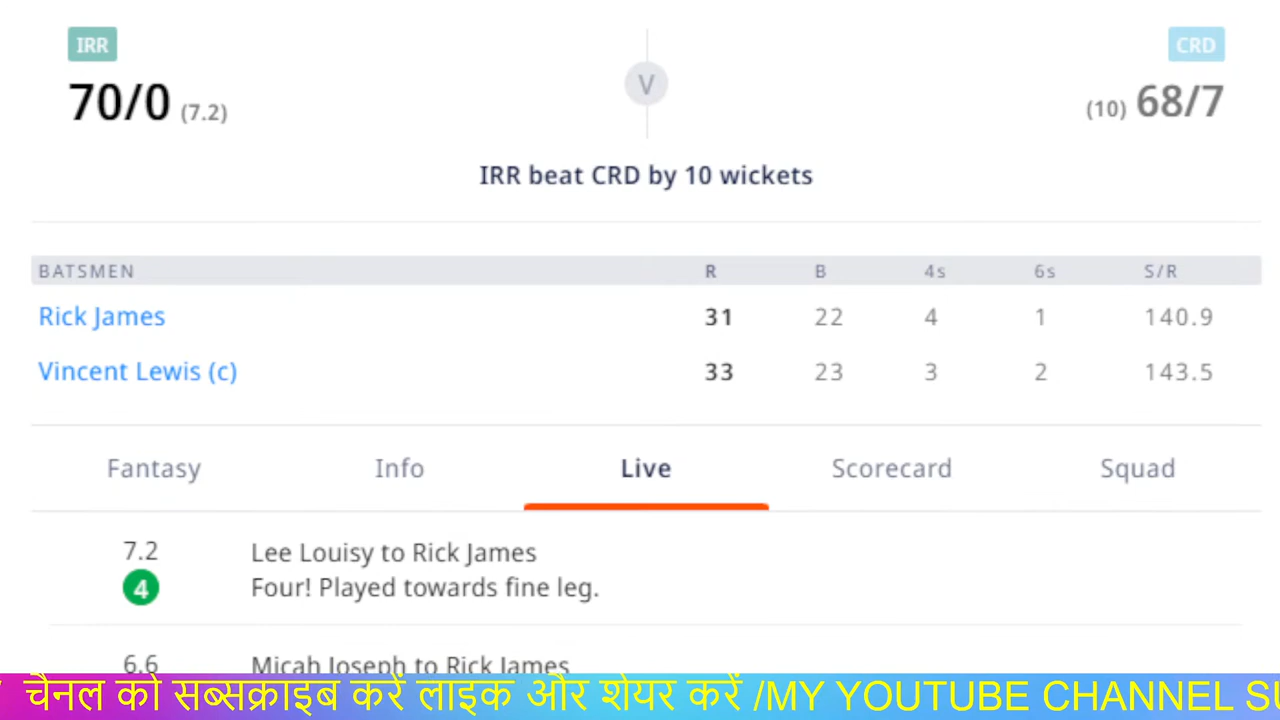 IRR
CRD
70/0 (7.2)
V
(10) 68/7
IRR beat CRD by 10 wickets
BATSMEN R B 4s 6s S/R
Rick James 31 22 4 1 140.9
Vincent Lewis (c) 33 23 3 2 143.5
Fantasy Info Live Scorecard Squad
7.2 Lee Louisy to Rick James
4 Four! Played towards fine leg.
6.6 Micah Joseph to Rick James
चैनल को सब्सक्राइब करें लाइक और शेयर करें /MY YOUTUBE CHANNEL